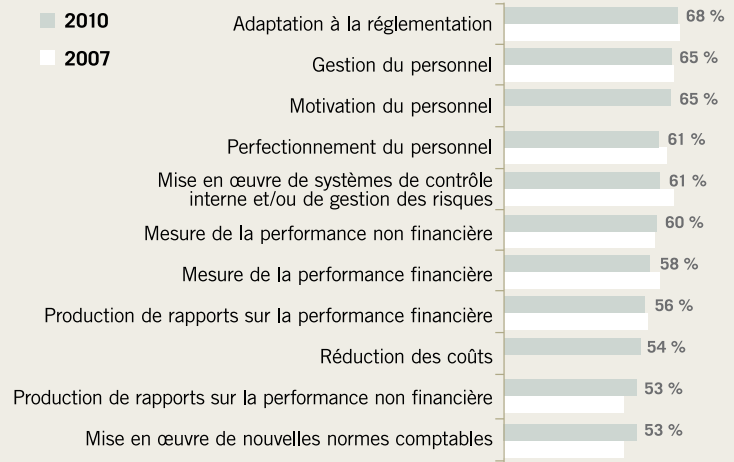 2010
2007
Adaptation à la réglementation 68 %
Gestion du personnel 65 %
Motivation du personnel 65 %
Perfectionnement du personnel 61 %
Mise en œuvre de systèmes de contrôle
interne et/ou de gestion des risques 61 %
Mesure de la performance non financière 60 %
Mesure de la performance financière 58 %
Production de rapports sur la performance financière 56 %
Réduction des coûts 54 %
Production de rapports sur la performance non financière 53 %
Mise en œuvre de nouvelles normes comptables 53 %